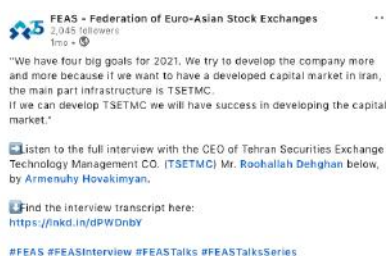 FEAS - Federation of Euro-Asian Stock Exchanges
2,045 followers
1mo •
"We have four big goals for 2021. We try to develop the company more
and more because if we want to have a developed capital market in Iran,
the main part infrastructure is TSETMC.
If we can develop TSETMC we will have success in developing the capital
market."
Listen to the full interview with the CEO of Tehran Securities Exchange
Technology Management CO. (TSETMC) Mr. Roohallah Dehghan below,
by Armenuhy Hovakimyan.
Find the interview transcript here:
https://lnkd.in/dPWDnbY
#FEAS #FEASInterview #FEASTalks #FEASTalksSeries